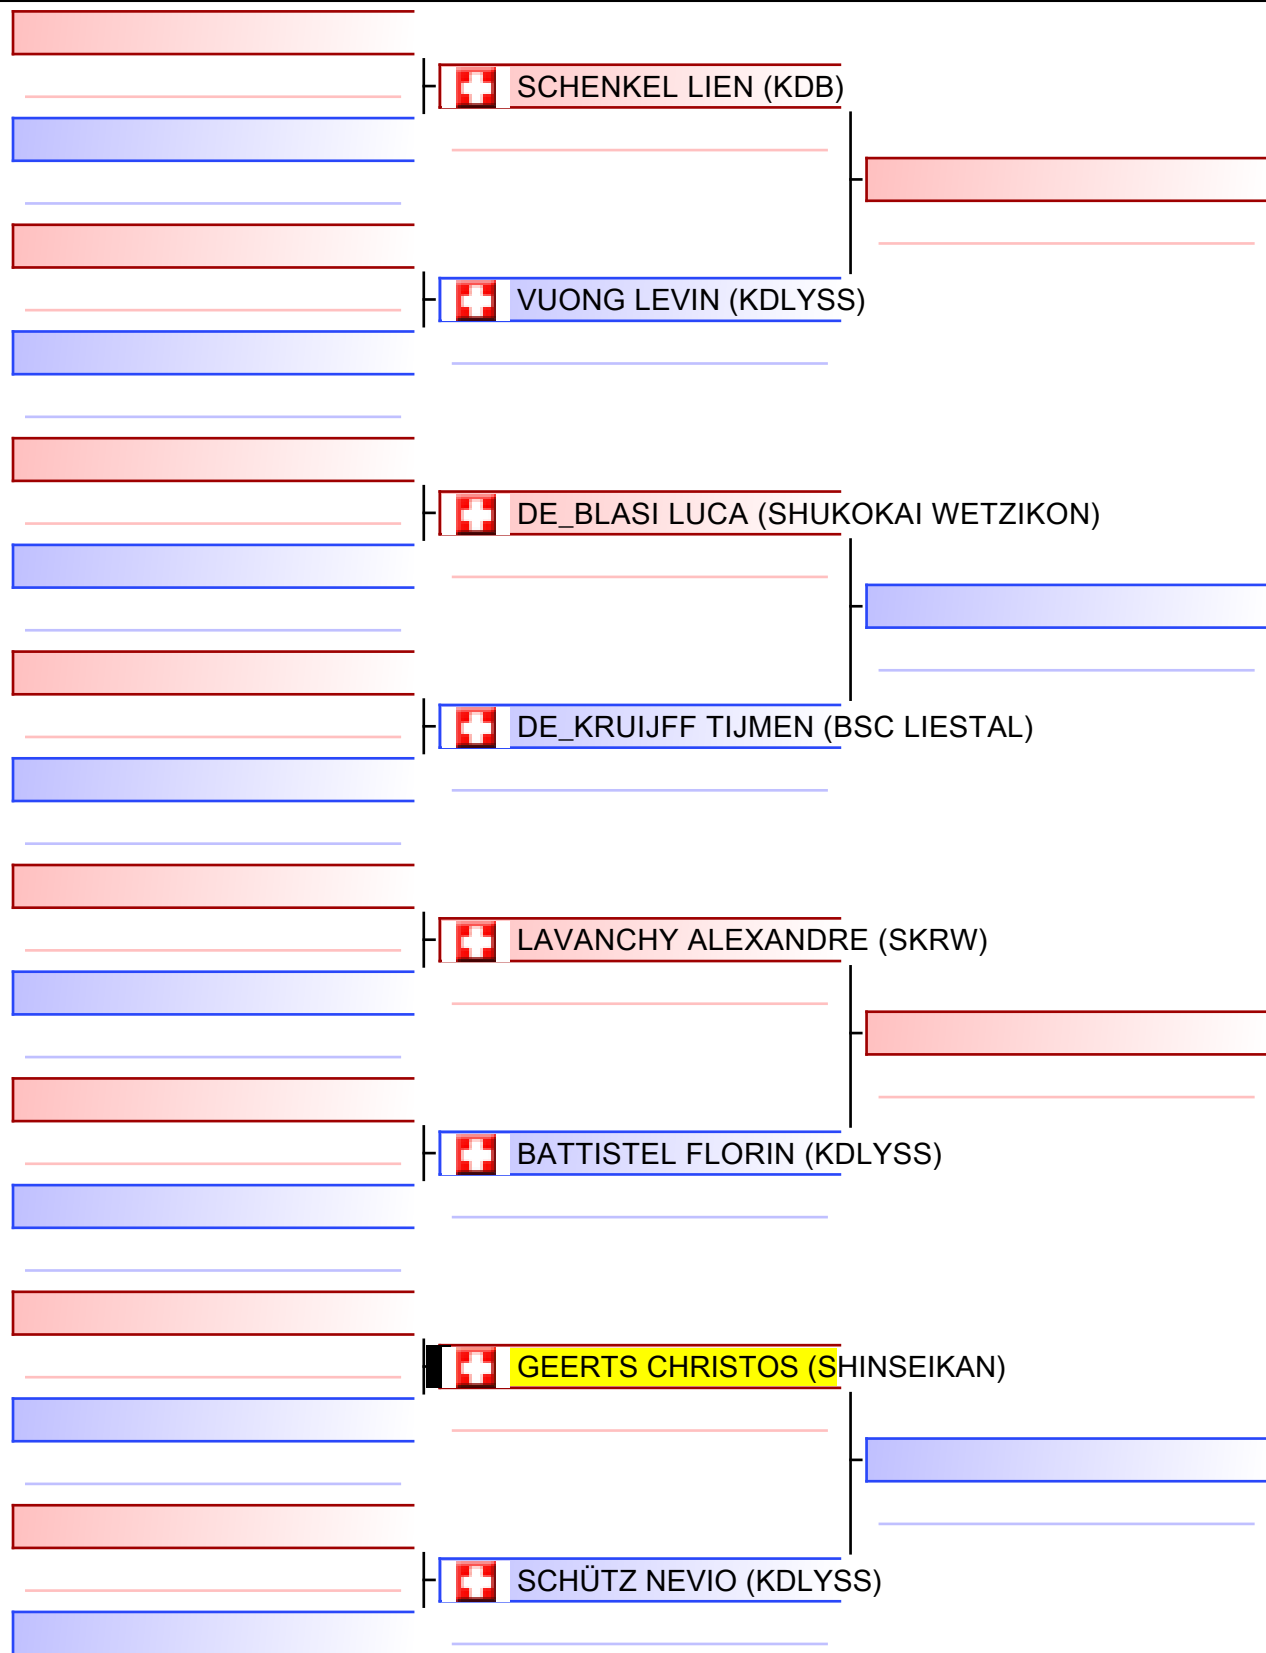 SCHENKEL LIEN (KDB)
VUONG LEVIN (KDLYSS)
DE_BLASI LUCA (SHUKOKAI WETZIKON)
DE_KRUIJFF TIJMEN (BSC LIESTAL)
LAVANCHY ALEXANDRE (SKRW)
BATTISTEL FLORIN (KDLYSS)
GEERTS CHRISTOS (SHINSEIKAN)
SCHÜTZ NEVIO (KDLYSS)